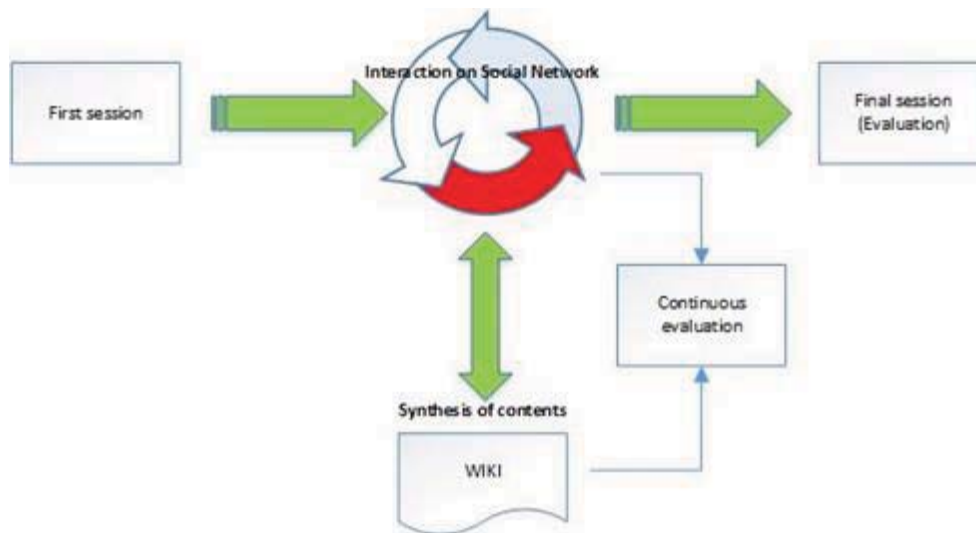 Interaction on Social Network
First session
Final session
(Evaluation)
Continuous
evaluation
Synthesis of contents
WIKI